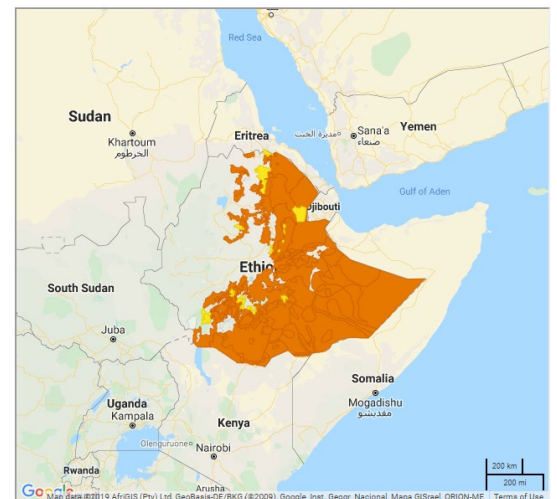 Red Sea
Sudan
Khartoum
الخرطوم
Eritrea
مديرية الحب
Sana'a
صنعاء
Yemen
Gulf of Aden
Djibouti
Ethio
South Sudan
Juba
Somalia
Mogadishu
مقديشو
Uganda
Kampala
Kenya
Olenguruone
Nairobi
Rwanda
Arusha
200 km
200 mi
Google
Map data ©2019 AfriGIS (Pty) Ltd, GeoBasis-DE/BKG (©2009), Google, Inst. Geogr. Nacional, Mapa GISrael, ORION-ME
Terms of Use